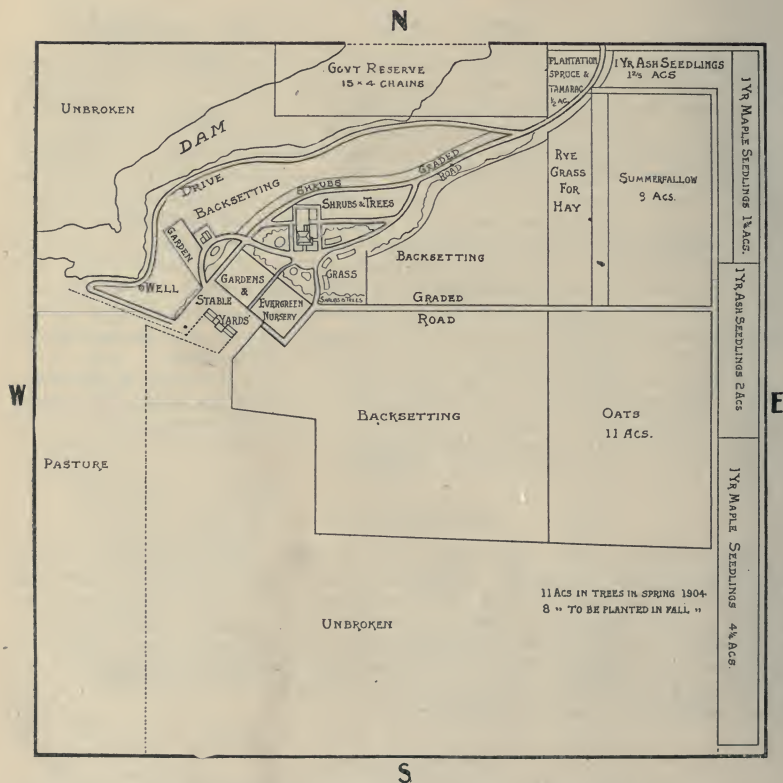 N
GOVT RESERVE
15 × 4 CHAINS
PLANTATION
SPRUCE &
TAMARAC
½ AC.
1 YR ASH SEEDLINGS
1⅔ ACS
1 YR MAPLE SEEDLINGS 1¾ ACS.
UNBROKEN
DAM
DRIVE
BACKSETTING
SHRUBS
GRADED
ROAD
SHRUBS & TREES
RYE
GRASS
FOR
HAY
SUMMERFALLOW
9 ACS.
GARDEN
BACKSETTING
WELL
STABLE
YARDS
GARDENS
&
EVERGREEN
NURSERY
GRASS
SHRUBS & TREES
GRADED
ROAD
1 YR ASH SEEDLINGS 2 ACS
W
E
BACKSETTING
OATS
11 ACS.
PASTURE
1 YR MAPLE SEEDLINGS 4¼ ACS.
11 ACS IN TREES IN SPRING 1904
8 " TO BE PLANTED IN FALL "
UNBROKEN
S